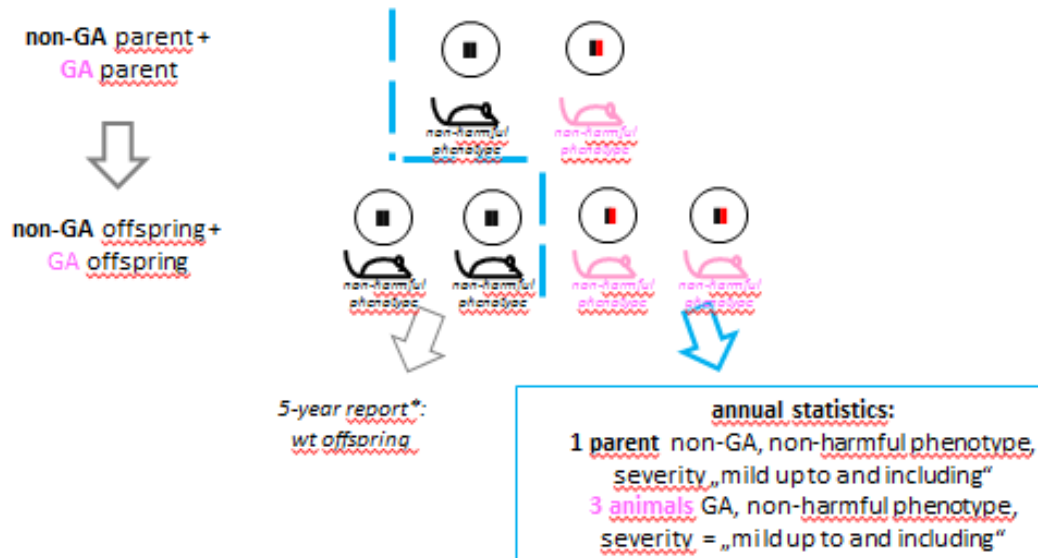 non-GA parent +
GA parent
non-harmful phenotype
non-harmful phenotype
non-GA offspring +
GA offspring
non-harmful phenotype
non-harmful phenotype
non-harmful phenotype
non-harmful phenotype
5-year report*:
wt offspring
annual statistics:
1 parent non-GA, non-harmful phenotype,
severity „mild up to and including“
3 animals GA, non-harmful phenotype,
severity = „mild up to and including“